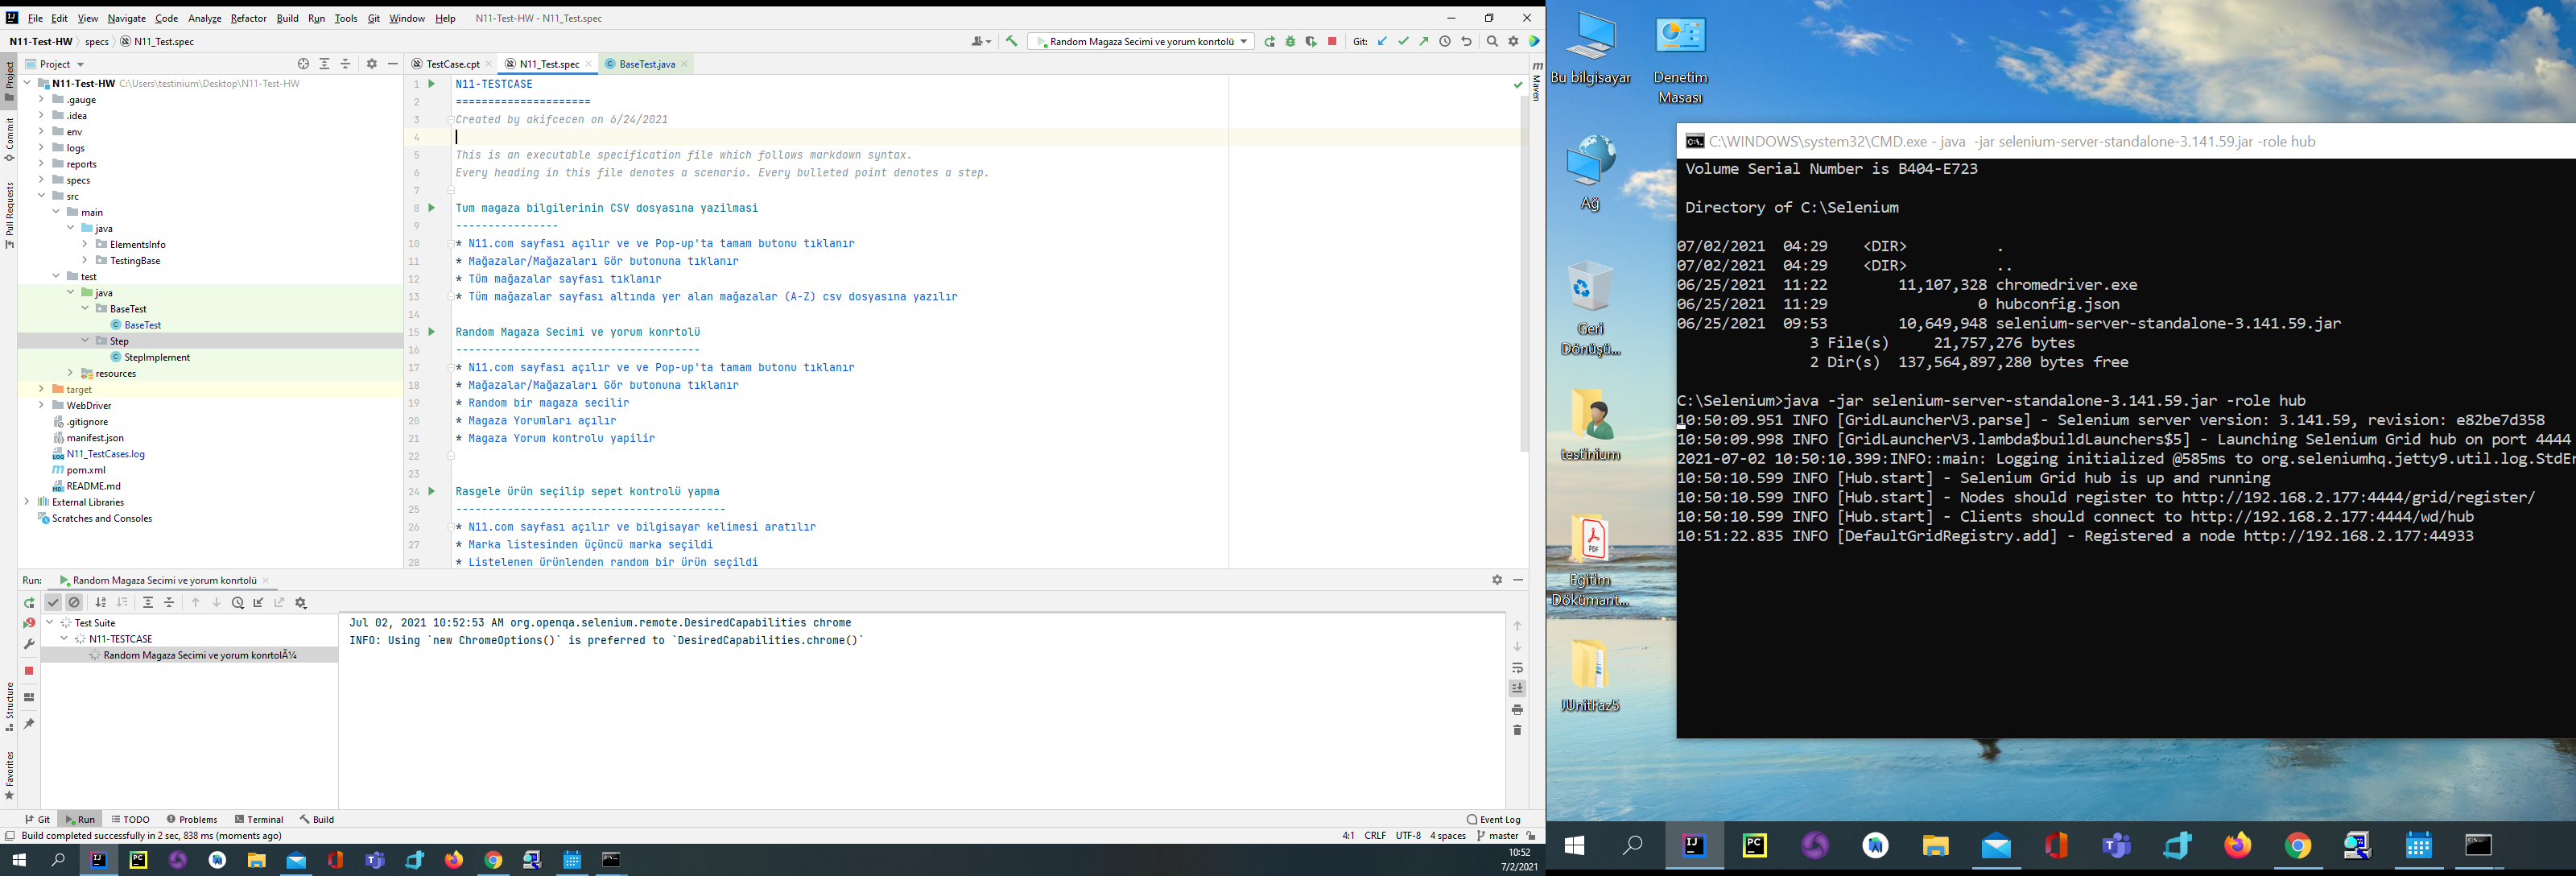 File Edit View Navigate Code Analyze Refactor Build Run Tools Git Window Help N11-Test-HW - N11_Test.spec
N11-Test-HW specs N11_Test.spec
Random Magaza Secimi ve yorum konrtolü
Git:
Project
TestCase.cpt
N11_Test.spec
BaseTest.java
Project
Commit
Pull Requests
Structure
Favorites
Maven
N11-Test-HW C:\Users\testinium\Desktop\N11-Test-HW
.gauge
.idea
env
logs
reports
specs
src
main
java
ElementsInfo
TestingBase
test
java
BaseTest
BaseTest
Step
StepImplement
resources
target
WebDriver
.gitignore
manifest.json
N11_TestCases.log
pom.xml
README.md
External Libraries
Scratches and Consoles
1 N11-TESTCASE
2 =====================
3 Created by akifcecen on 6/24/2021
4
5 This is an executable specification file which follows markdown syntax.
6 Every heading in this file denotes a scenario. Every bulleted point denotes a step.
7
8 Tum magaza bilgilerinin CSV dosyasına yazilmasi
9 ----------------
10 * N11.com sayfası açılır ve ve Pop-up'ta tamam butonu tıklanır
11 * Mağazalar/Mağazaları Gör butonuna tıklanır
12 * Tüm mağazalar sayfası tıklanır
13 * Tüm mağazalar sayfası altında yer alan mağazalar (A-Z) csv dosyasına yazılır
14
15 Random Magaza Secimi ve yorum konrtolü
16 --------------------------------------
17 * N11.com sayfası açılır ve ve Pop-up'ta tamam butonu tıklanır
18 * Mağazalar/Mağazaları Gör butonuna tıklanır
19 * Random bir magaza secilir
20 * Magaza Yorumları açılır
21 * Magaza Yorum kontrolu yapilir
22
23
24 Rasgele ürün seçilip sepet kontrolü yapma
25 ------------------------------------------
26 * N11.com sayfası açılır ve bilgisayar kelimesi aratılır
27 * Marka listesinden üçüncü marka seçildi
28 * Listelenen ürünlenden random bir ürün seçildi
Run: Random Magaza Secimi ve yorum konrtolü
Test Suite
N11-TESTCASE
Random Magaza Secimi ve yorum konrtolÃ¼
Jul 02, 2021 10:52:53 AM org.openqa.selenium.remote.DesiredCapabilities chrome
INFO: Using `new ChromeOptions()` is preferred to `DesiredCapabilities.chrome()`
Git Run TODO Problems Terminal Build Event Log
Build completed successfully in 2 sec, 838 ms (moments ago) 4:1 CRLF UTF-8 4 spaces master
10:52
7/2/2021
Bu bilgisayar
Denetim Masası
Ağ
Geri Dönüşü...
testinium
Eğitim Dökümant...
JUnitFaz5
C:\WINDOWS\system32\CMD.exe - java -jar selenium-server-standalone-3.141.59.jar -role hub
Volume Serial Number is B404-E723
Directory of C:\Selenium
07/02/2021 04:29 <DIR> .
07/02/2021 04:29 <DIR> ..
06/25/2021 11:22 11,107,328 chromedriver.exe
06/25/2021 11:29 0 hubconfig.json
06/25/2021 09:53 10,649,948 selenium-server-standalone-3.141.59.jar
3 File(s) 21,757,276 bytes
2 Dir(s) 137,564,897,280 bytes free
C:\Selenium>java -jar selenium-server-standalone-3.141.59.jar -role hub
10:50:09.951 INFO [GridLauncherV3.parse] - Selenium server version: 3.141.59, revision: e82be7d358
10:50:09.998 INFO [GridLauncherV3.lambda$buildLaunchers$5] - Launching Selenium Grid hub on port 4444
2021-07-02 10:50:10.399:INFO::main: Logging initialized @585ms to org.seleniumhq.jetty9.util.log.StdEr
10:50:10.599 INFO [Hub.start] - Selenium Grid hub is up and running
10:50:10.599 INFO [Hub.start] - Nodes should register to http://192.168.2.177:4444/grid/register/
10:50:10.599 INFO [Hub.start] - Clients should connect to http://192.168.2.177:4444/wd/hub
10:51:22.835 INFO [DefaultGridRegistry.add] - Registered a node http://192.168.2.177:44933